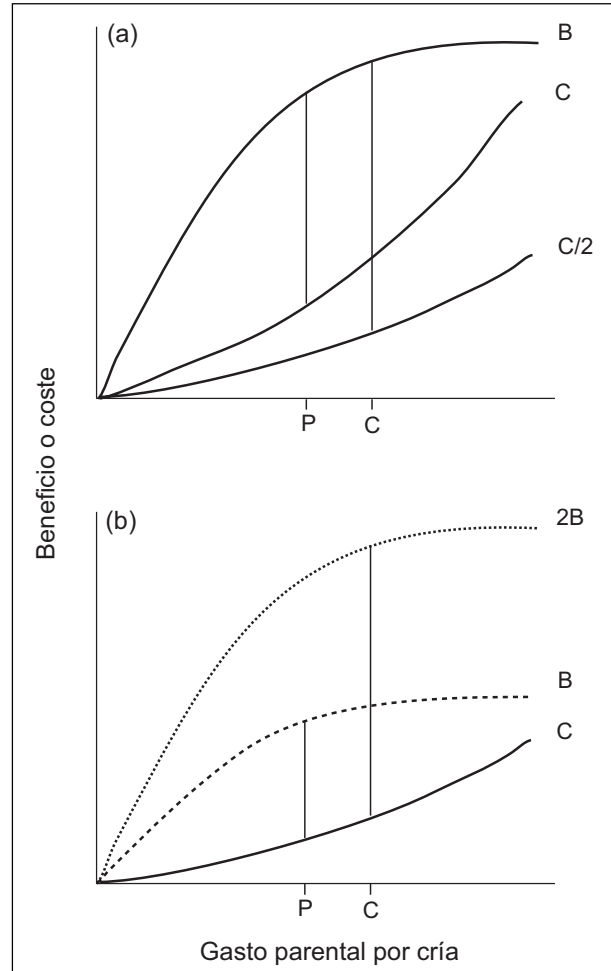 (a)
B
C
C/2
P
C
Beneficio o coste
(b)
2B
B
C
P
C
Gasto parental por cría